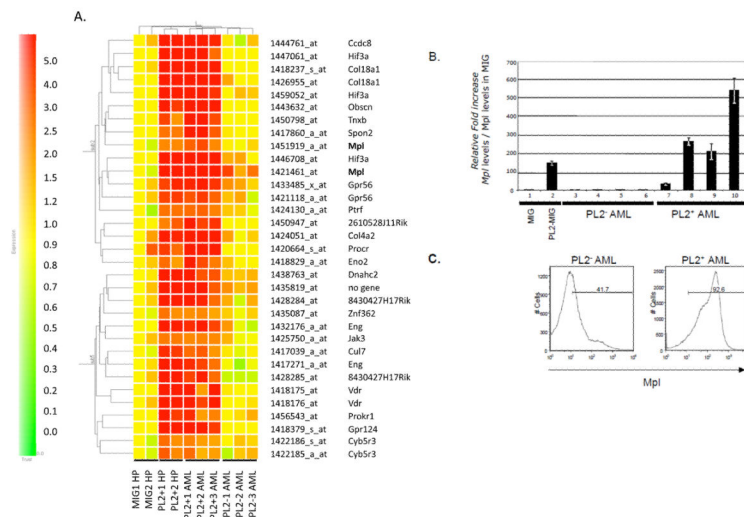 A.
5.0
4.0
3.0
2.0
1.0
1.0
0.8
0.6
0.5
0.4
0.3
0.2
0.1
0.0
Expression
1444761_at Ccdc8
1447061_at Hif3a
1418237_s_at Col18a1
1426955_at Col18a1
1459052_at Hif3a
1443632_at Obscn
1450798_at Tnxb
1417860_a_at Spon2
1451919_a_at Mpl
1446708_at Hif3a
1421461_at Mpl
1433485_x_at Gpr56
1421118_a_at Gpr56
1424130_a_at Ptrf
1450947_at 2610528J11Rik
1424051_at Col4a2
1420664_s_at Procr
1418829_a_at Eno2
1438763_at Dnahc2
1435819_at no gene
1428284_at 8430427H17Rik
1435087_at Znf362
1432176_a_at Eng
1425750_a_at Jak3
1417039_a_at Cul7
1417271_a_at Eng
1428285_at 8430427H17Rik
1418175_at Vdr
1418176_at Vdr
1456543_at Prokr1
1418379_s_at Gpr124
1422186_s_at Cyb5r3
1422185_a_at Cyb5r3
MIG1 HP
MIG2 HP
PL2+1 HP
PL2+2 HP
PL2+1 AML
PL2+2 AML
PL2+3 AML
PL2-1 AML
PL2-2 AML
PL2-3 AML
B.
Relative Fold increase
Mpl levels / Mpl levels in MIG
700
600
500
400
300
200
100
0
1 2 3 4 5 6 7 8 9 10
MIG
PL2-MIG
PL2⁻ AML
PL2⁺ AML
C.
PL2⁻ AML
PL2⁺ AML
# Cells
41.7
# Cells
92.6
Mpl